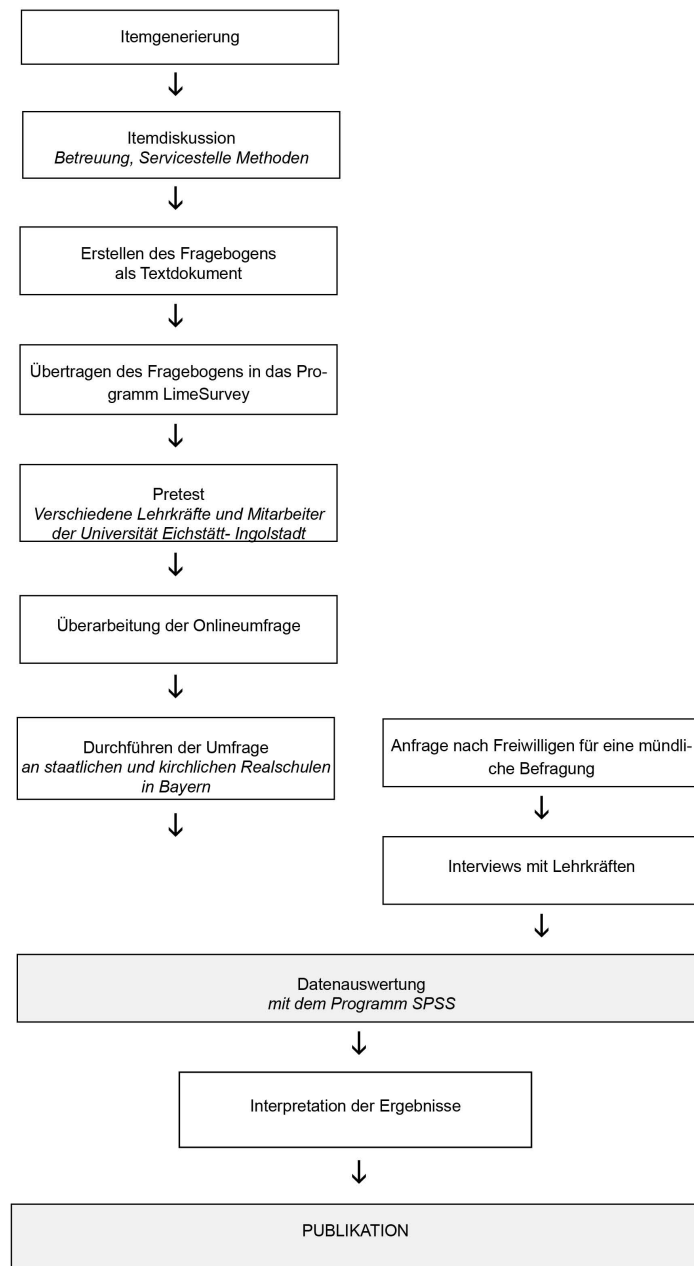 Itemgenerierung
Itemdiskussion
Betreuung, Servicestelle Methoden
Erstellen des Fragebogens
als Textdokument
Übertragen des Fragebogens in das Pro-
gramm LimeSurvey
Pretest
Verschiedene Lehrkräfte und Mitarbeiter
der Universität Eichstätt- Ingolstadt
Überarbeitung der Onlineumfrage
Durchführen der Umfrage
an staatlichen und kirchlichen Realschulen
in Bayern
Anfrage nach Freiwilligen für eine mündli-
che Befragung
Interviews mit Lehrkräften
Datenauswertung
mit dem Programm SPSS
Interpretation der Ergebnisse
PUBLIKATION